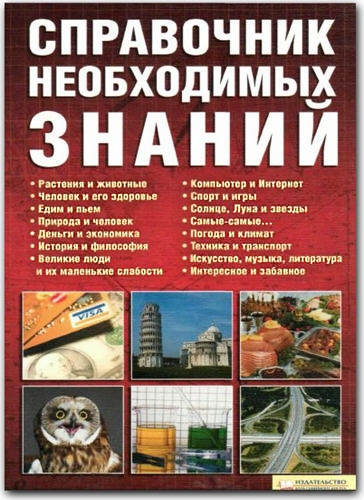 СПРАВОЧНИК
НЕОБХОДИМЫХ
ЗНАНИЙ
• Растения и животные
• Человек и его здоровье
• Едим и пьем
• Природа и человек
• Деньги и экономика
• История и философия
• Великие люди
и их маленькие слабости
• Компьютер и Интернет
• Спорт и игры
• Солнце, Луна и звезды
• Самые-самые...
• Погода и климат
• Техника и транспорт
• Искусство, музыка, литература
• Интересное и забавное
VISA
ИЗДАТЕЛЬСТВО